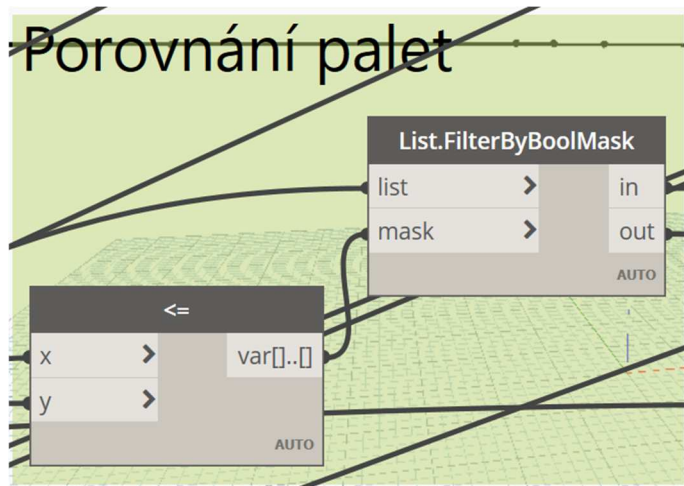 Porovnání palet
List.FilterByBoolMask
list > in
mask > out
AUTO
<=
x > var[]..[]
y >
AUTO